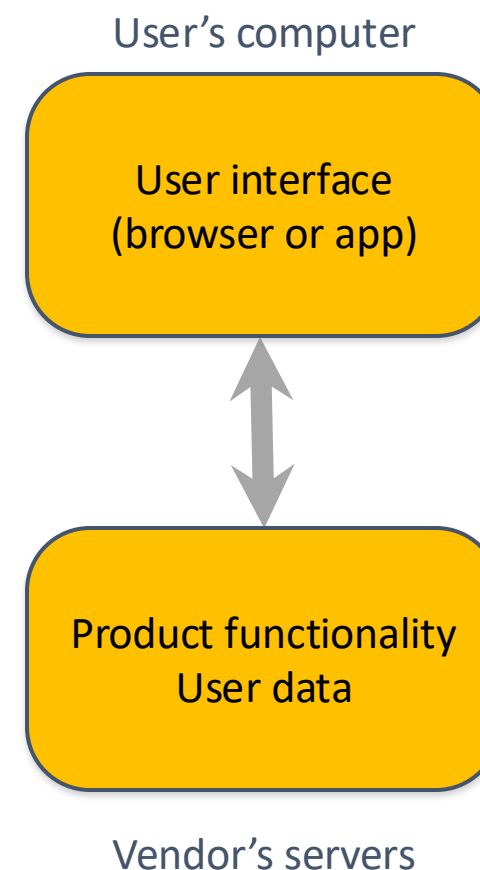 User’s computer
User interface
(browser or app)
Product functionality
User data
Vendor’s servers